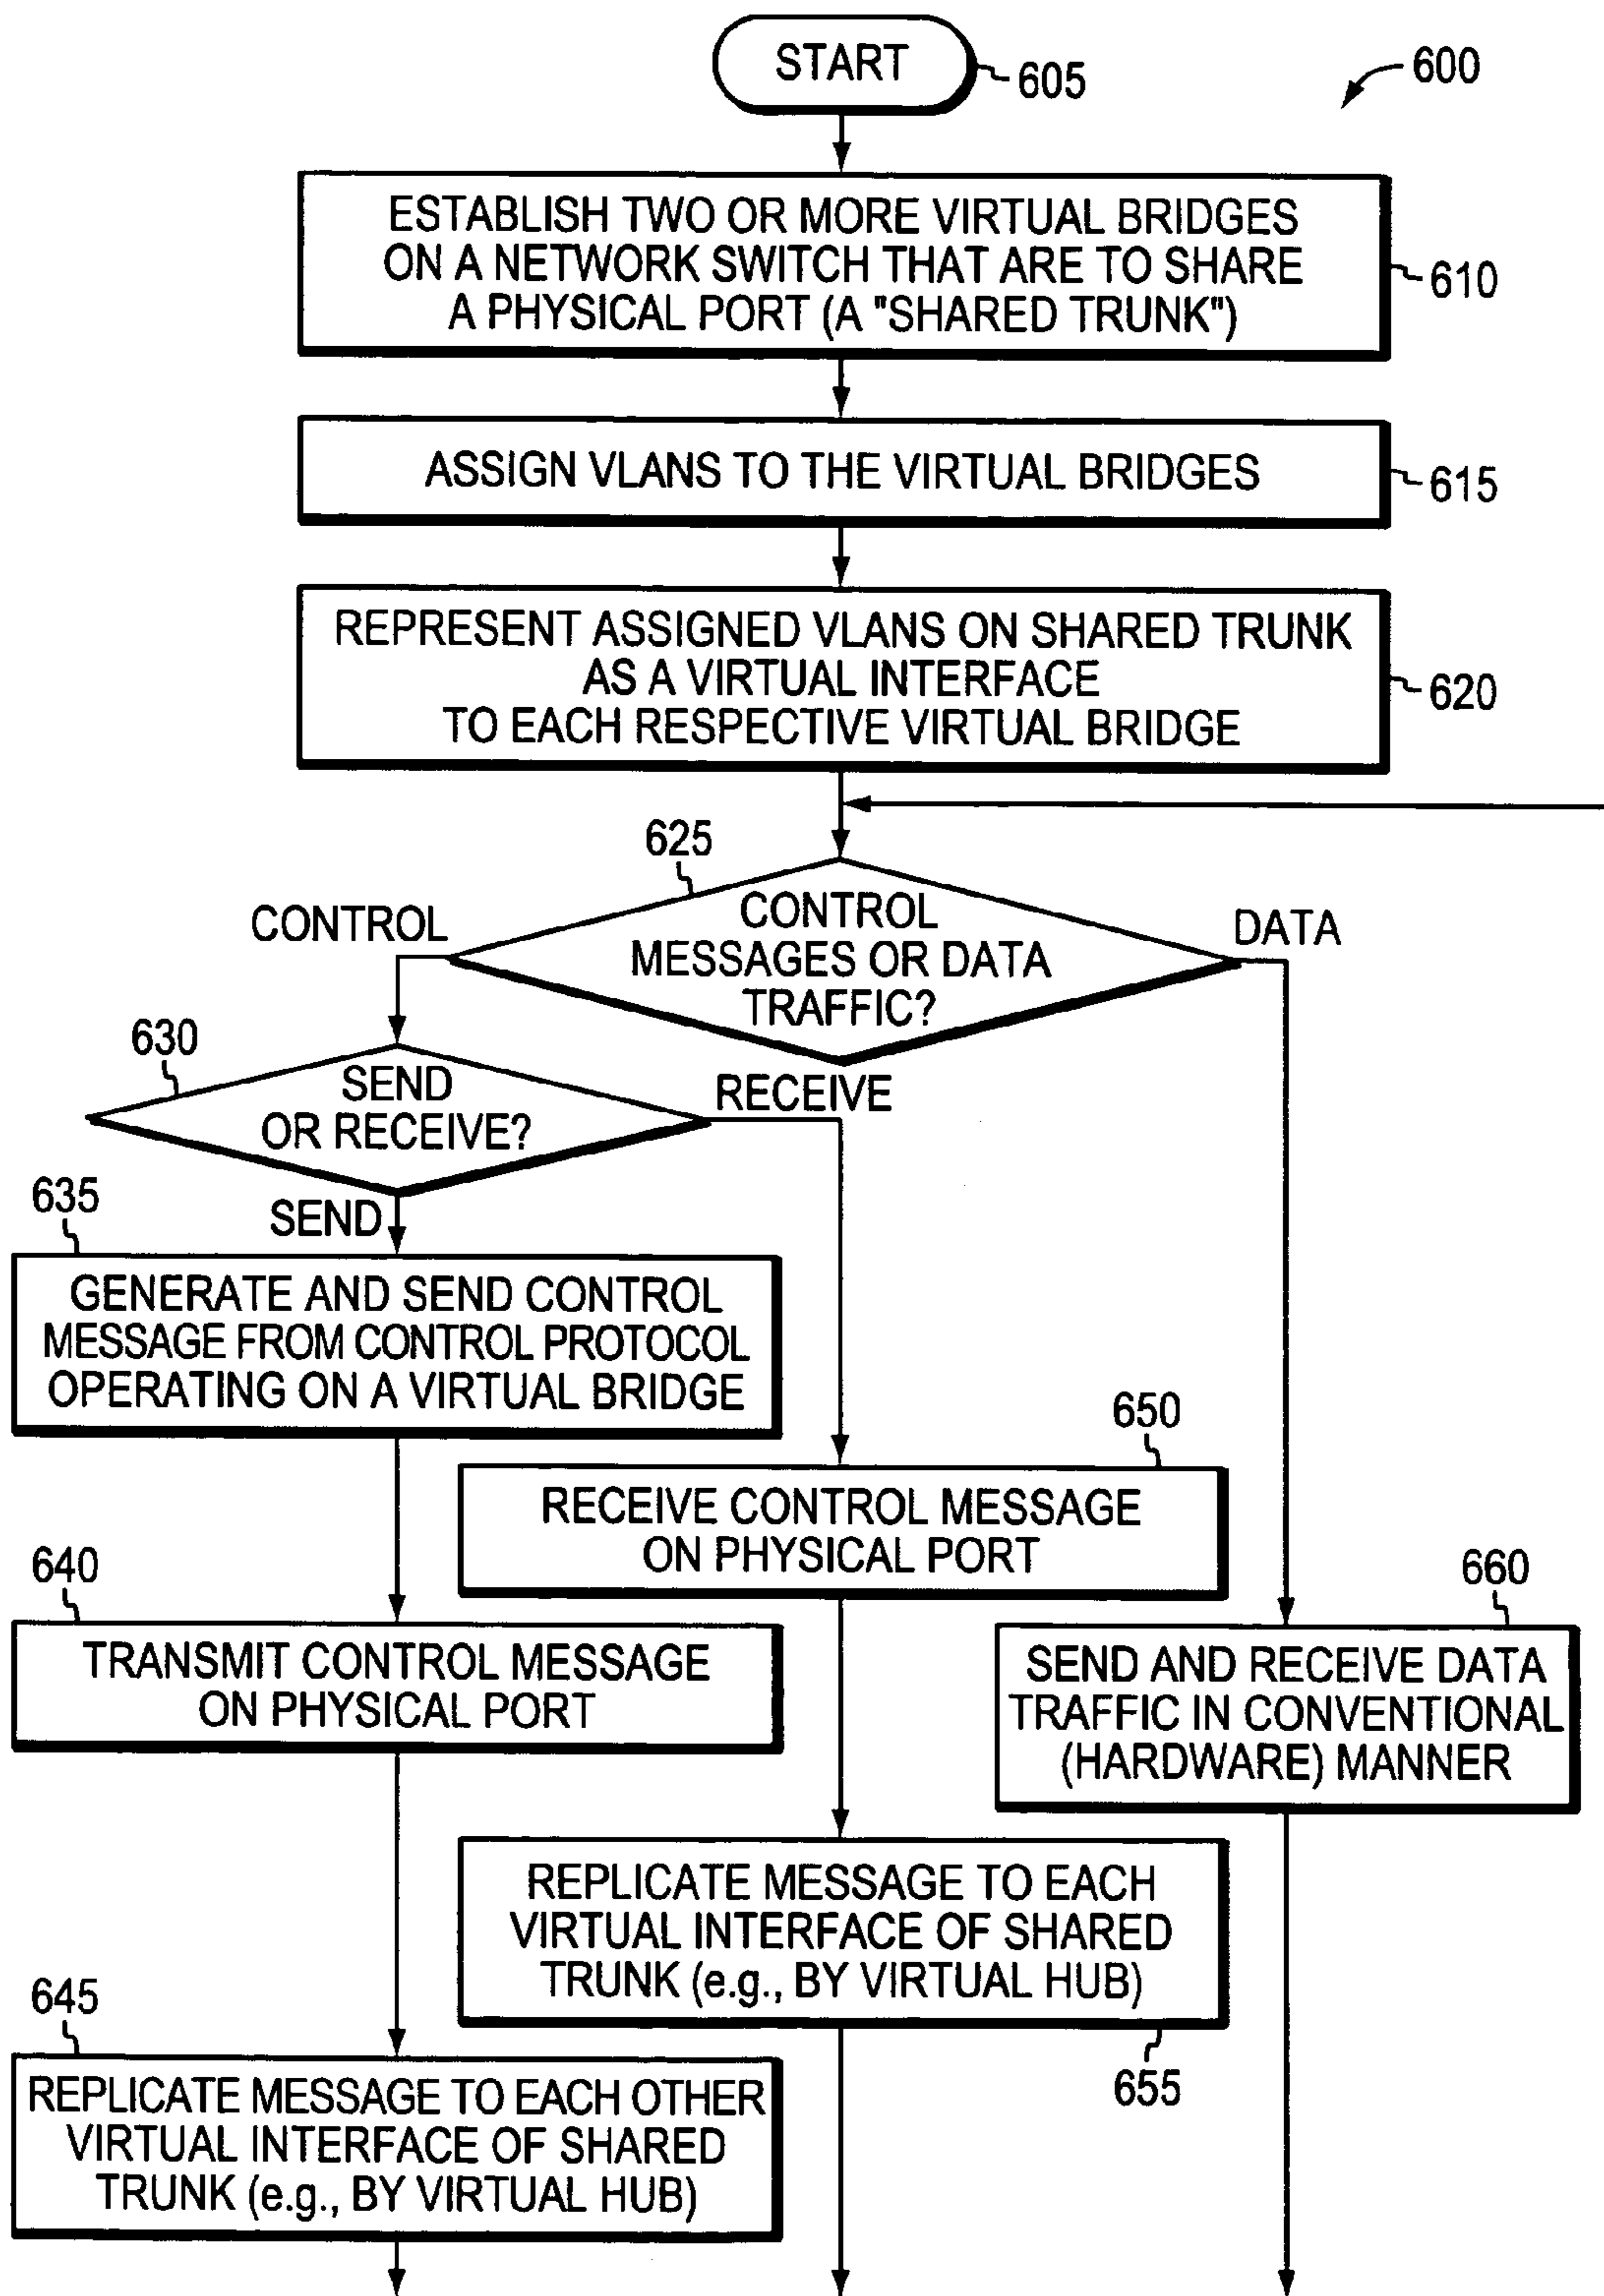 START
605
600
ESTABLISH TWO OR MORE VIRTUAL BRIDGES
ON A NETWORK SWITCH THAT ARE TO SHARE
A PHYSICAL PORT (A "SHARED TRUNK")
610
ASSIGN VLANS TO THE VIRTUAL BRIDGES
615
REPRESENT ASSIGNED VLANS ON SHARED TRUNK
AS A VIRTUAL INTERFACE
TO EACH RESPECTIVE VIRTUAL BRIDGE
620
625
CONTROL
CONTROL
MESSAGES OR DATA
TRAFFIC?
DATA
630
SEND
OR RECEIVE?
RECEIVE
SEND
635
GENERATE AND SEND CONTROL
MESSAGE FROM CONTROL PROTOCOL
OPERATING ON A VIRTUAL BRIDGE
650
RECEIVE CONTROL MESSAGE
ON PHYSICAL PORT
640
TRANSMIT CONTROL MESSAGE
ON PHYSICAL PORT
660
SEND AND RECEIVE DATA
TRAFFIC IN CONVENTIONAL
(HARDWARE) MANNER
REPLICATE MESSAGE TO EACH
VIRTUAL INTERFACE OF SHARED
TRUNK (e.g., BY VIRTUAL HUB)
655
645
REPLICATE MESSAGE TO EACH OTHER
VIRTUAL INTERFACE OF SHARED
TRUNK (e.g., BY VIRTUAL HUB)